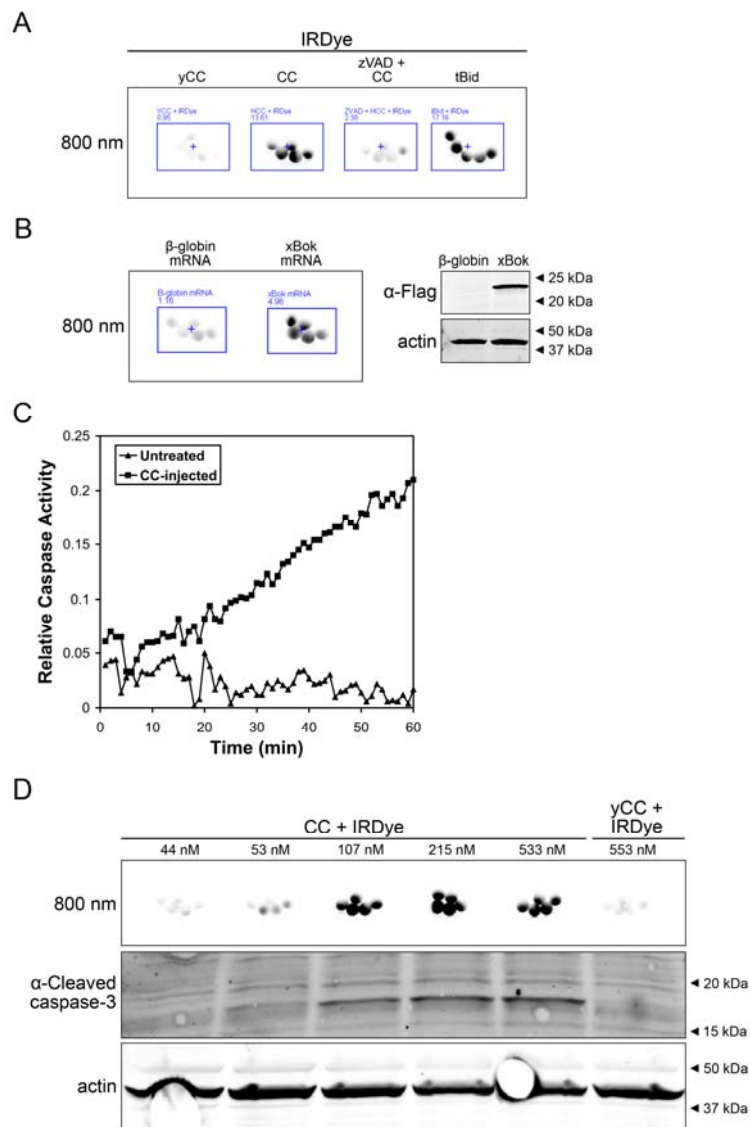 A
IRDye
yCC
CC
zVAD +
CC
tBid
800 nm
YCC + IRDye
0.95
HCC + IRDye
13.61
ZVAD + HCC + IRDye
2.36
tBid + IRDye
17.16
B
β-globin
mRNA
xBok
mRNA
800 nm
B-globin mRNA
1.16
xBok mRNA
4.96
β-globin xBok
α-Flag
25 kDa
20 kDa
actin
50 kDa
37 kDa
C
Relative Caspase Activity
0.25
0.2
0.15
0.1
0.05
0
Untreated
CC-injected
0 10 20 30 40 50 60
Time (min)
D
CC + IRDye
yCC +
IRDye
44 nM 53 nM 107 nM 215 nM 533 nM 553 nM
800 nm
α-Cleaved
caspase-3
20 kDa
15 kDa
actin
50 kDa
37 kDa